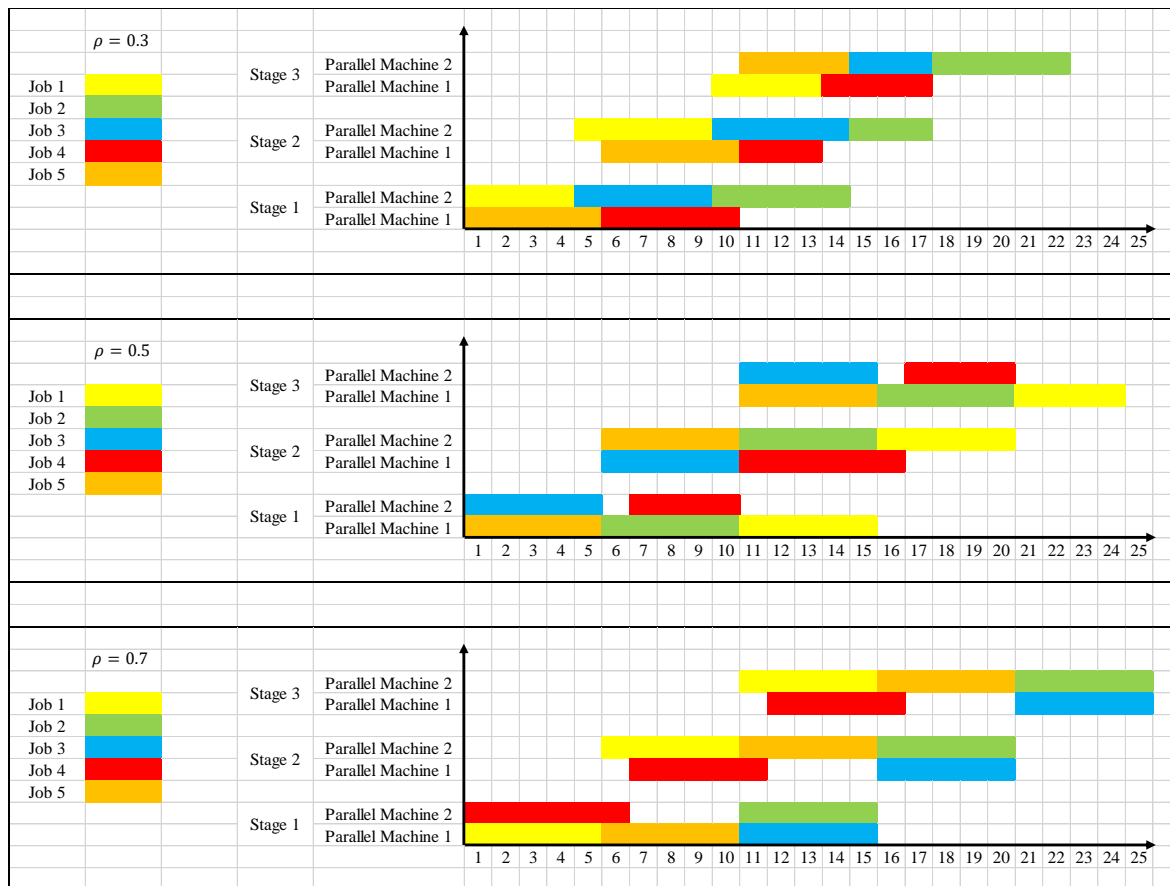 ρ = 0.3
Parallel Machine 2
Stage 3
Job 1
Parallel Machine 1
Job 2
Job 3
Parallel Machine 2
Stage 2
Job 4
Parallel Machine 1
Job 5
Parallel Machine 2
Stage 1
Parallel Machine 1
1 2 3 4 5 6 7 8 9 10 11 12 13 14 15 16 17 18 19 20 21 22 23 24 25
ρ = 0.5
Parallel Machine 2
Stage 3
Job 1
Parallel Machine 1
Job 2
Job 3
Parallel Machine 2
Stage 2
Job 4
Parallel Machine 1
Job 5
Parallel Machine 2
Stage 1
Parallel Machine 1
1 2 3 4 5 6 7 8 9 10 11 12 13 14 15 16 17 18 19 20 21 22 23 24 25
ρ = 0.7
Parallel Machine 2
Stage 3
Job 1
Parallel Machine 1
Job 2
Job 3
Parallel Machine 2
Stage 2
Job 4
Parallel Machine 1
Job 5
Parallel Machine 2
Stage 1
Parallel Machine 1
1 2 3 4 5 6 7 8 9 10 11 12 13 14 15 16 17 18 19 20 21 22 23 24 25